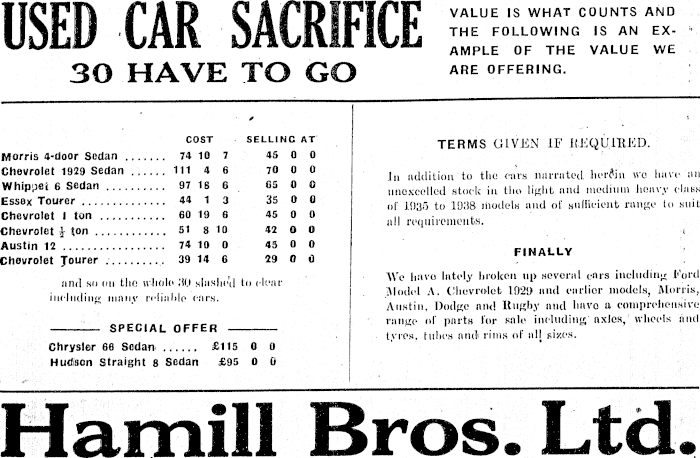 USED CAR SACRIFICE
30 HAVE TO GO
VALUE IS WHAT COUNTS AND
THE FOLLOWING IS AN EX-
AMPLE OF THE VALUE WE
ARE OFFERING.
COST SELLING AT
Morris 4-door Sedan ....... 74 10 7 45 0 0
Chevrolet 1929 Sedan ...... 111 4 6 70 0 0
Whippet 6 Sedan .......... 97 18 6 65 0 0
Essex Tourer .............. 44 1 3 35 0 0
Chevrolet 1 ton ........... 60 19 6 45 0 0
Chevrolet ½ ton ........... 51 8 10 42 0 0
Austin 12 ................. 74 10 0 45 0 0
Chevrolet Tourer .......... 39 14 6 29 0 0
and so on the whole 30 slashed to clear
including many reliable cars.
SPECIAL OFFER
Chrysler 66 Sedan ...... £115 0 0
Hudson Straight 8 Sedan £95 0 0
TERMS GIVEN IF REQUIRED.
In addition to the cars narrated herein we have an
unexcelled stock in the light and medium heavy class
of 1935 to 1938 models and of sufficient range to suit
all requirements.
FINALLY
We have lately broken up several cars including Ford
Model A. Chevrolet 1929 and earlier models, Morris,
Austin, Dodge and Rugby and have a comprehensive
range of parts for sale including axles, wheels and
tyres, tubes and rims of all sizes.
Hamill Bros. Ltd.